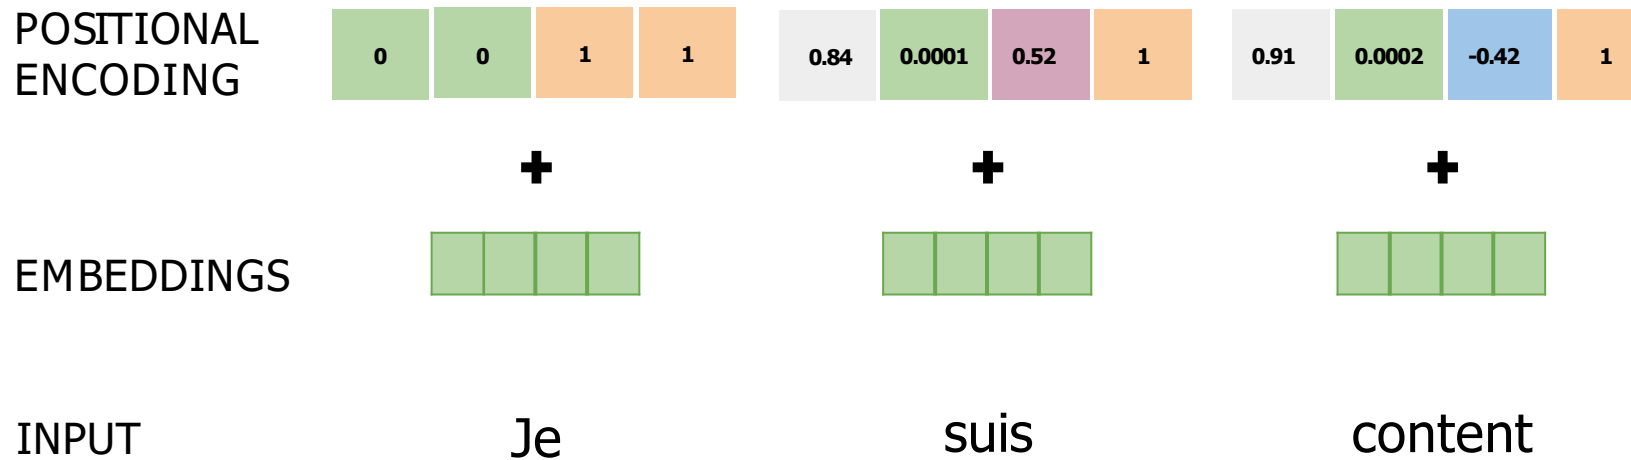 POSITIONAL
ENCODING
0 0 1 1
0.84 0.0001 0.52 1
0.91 0.0002 -0.42 1
+ + +
EMBEDDINGS
INPUT Je suis content